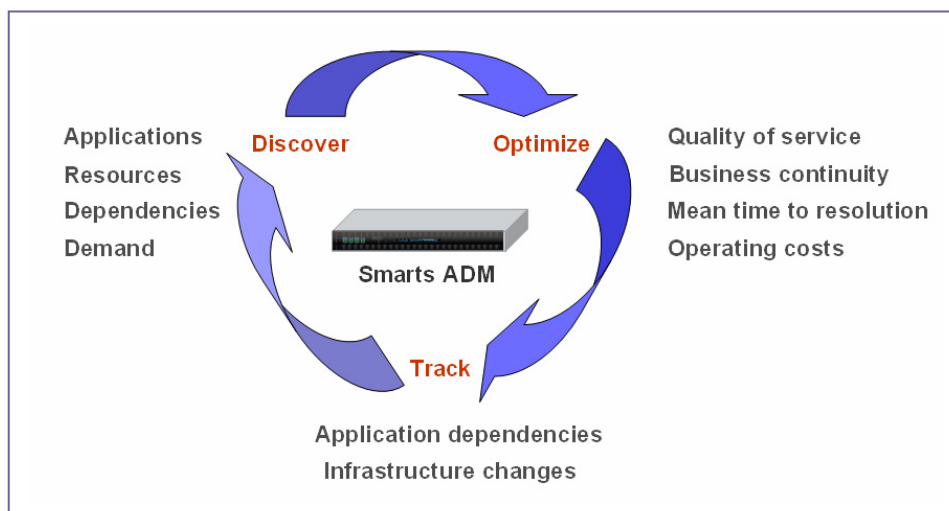 Discover
Applications
Resources
Dependencies
Demand
Optimize
Quality of service
Business continuity
Mean time to resolution
Operating costs
Smarts ADM
Track
Application dependencies
Infrastructure changes